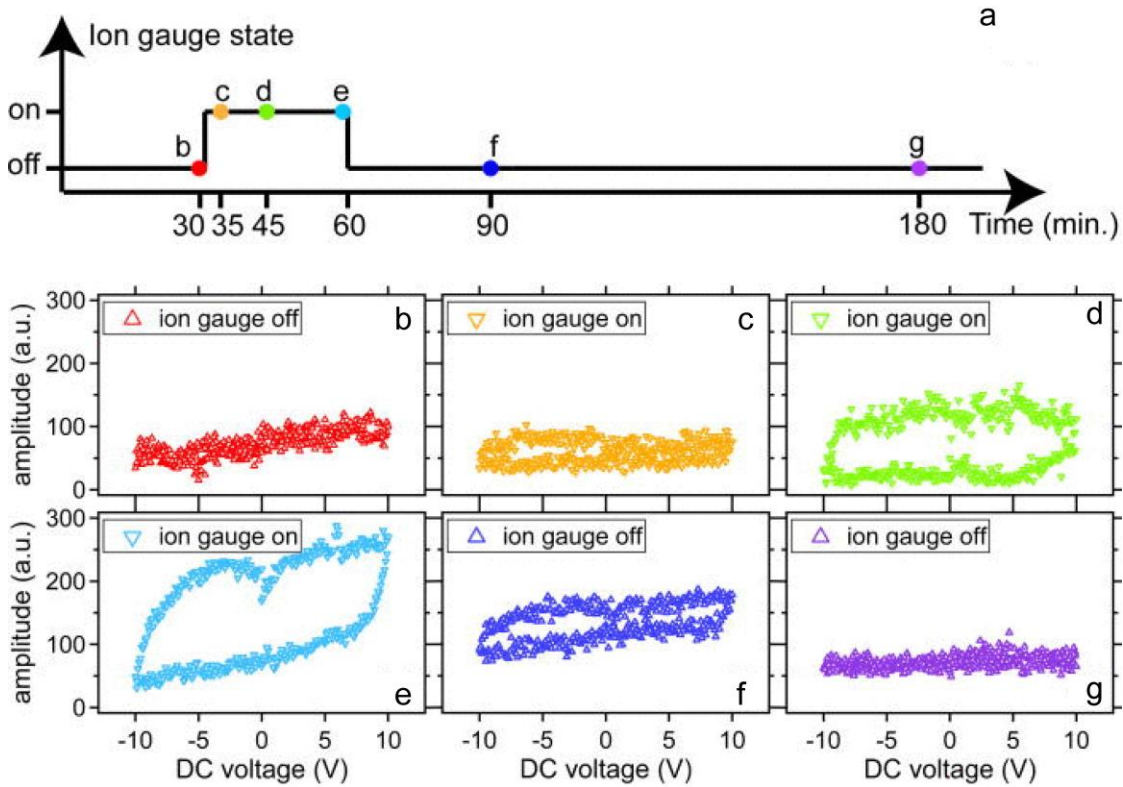 a
Ion gauge state
on
off
b
c
d
e
f
g
30
35
45
60
90
180
Time (min.)
300
200
100
0
amplitude (a.u.)
ion gauge off
b
ion gauge on
c
ion gauge on
d
300
200
100
0
amplitude (a.u.)
ion gauge on
e
ion gauge off
f
ion gauge off
g
-10 -5 0 5 10
DC voltage (V)
-10 -5 0 5 10
DC voltage (V)
-10 -5 0 5 10
DC voltage (V)